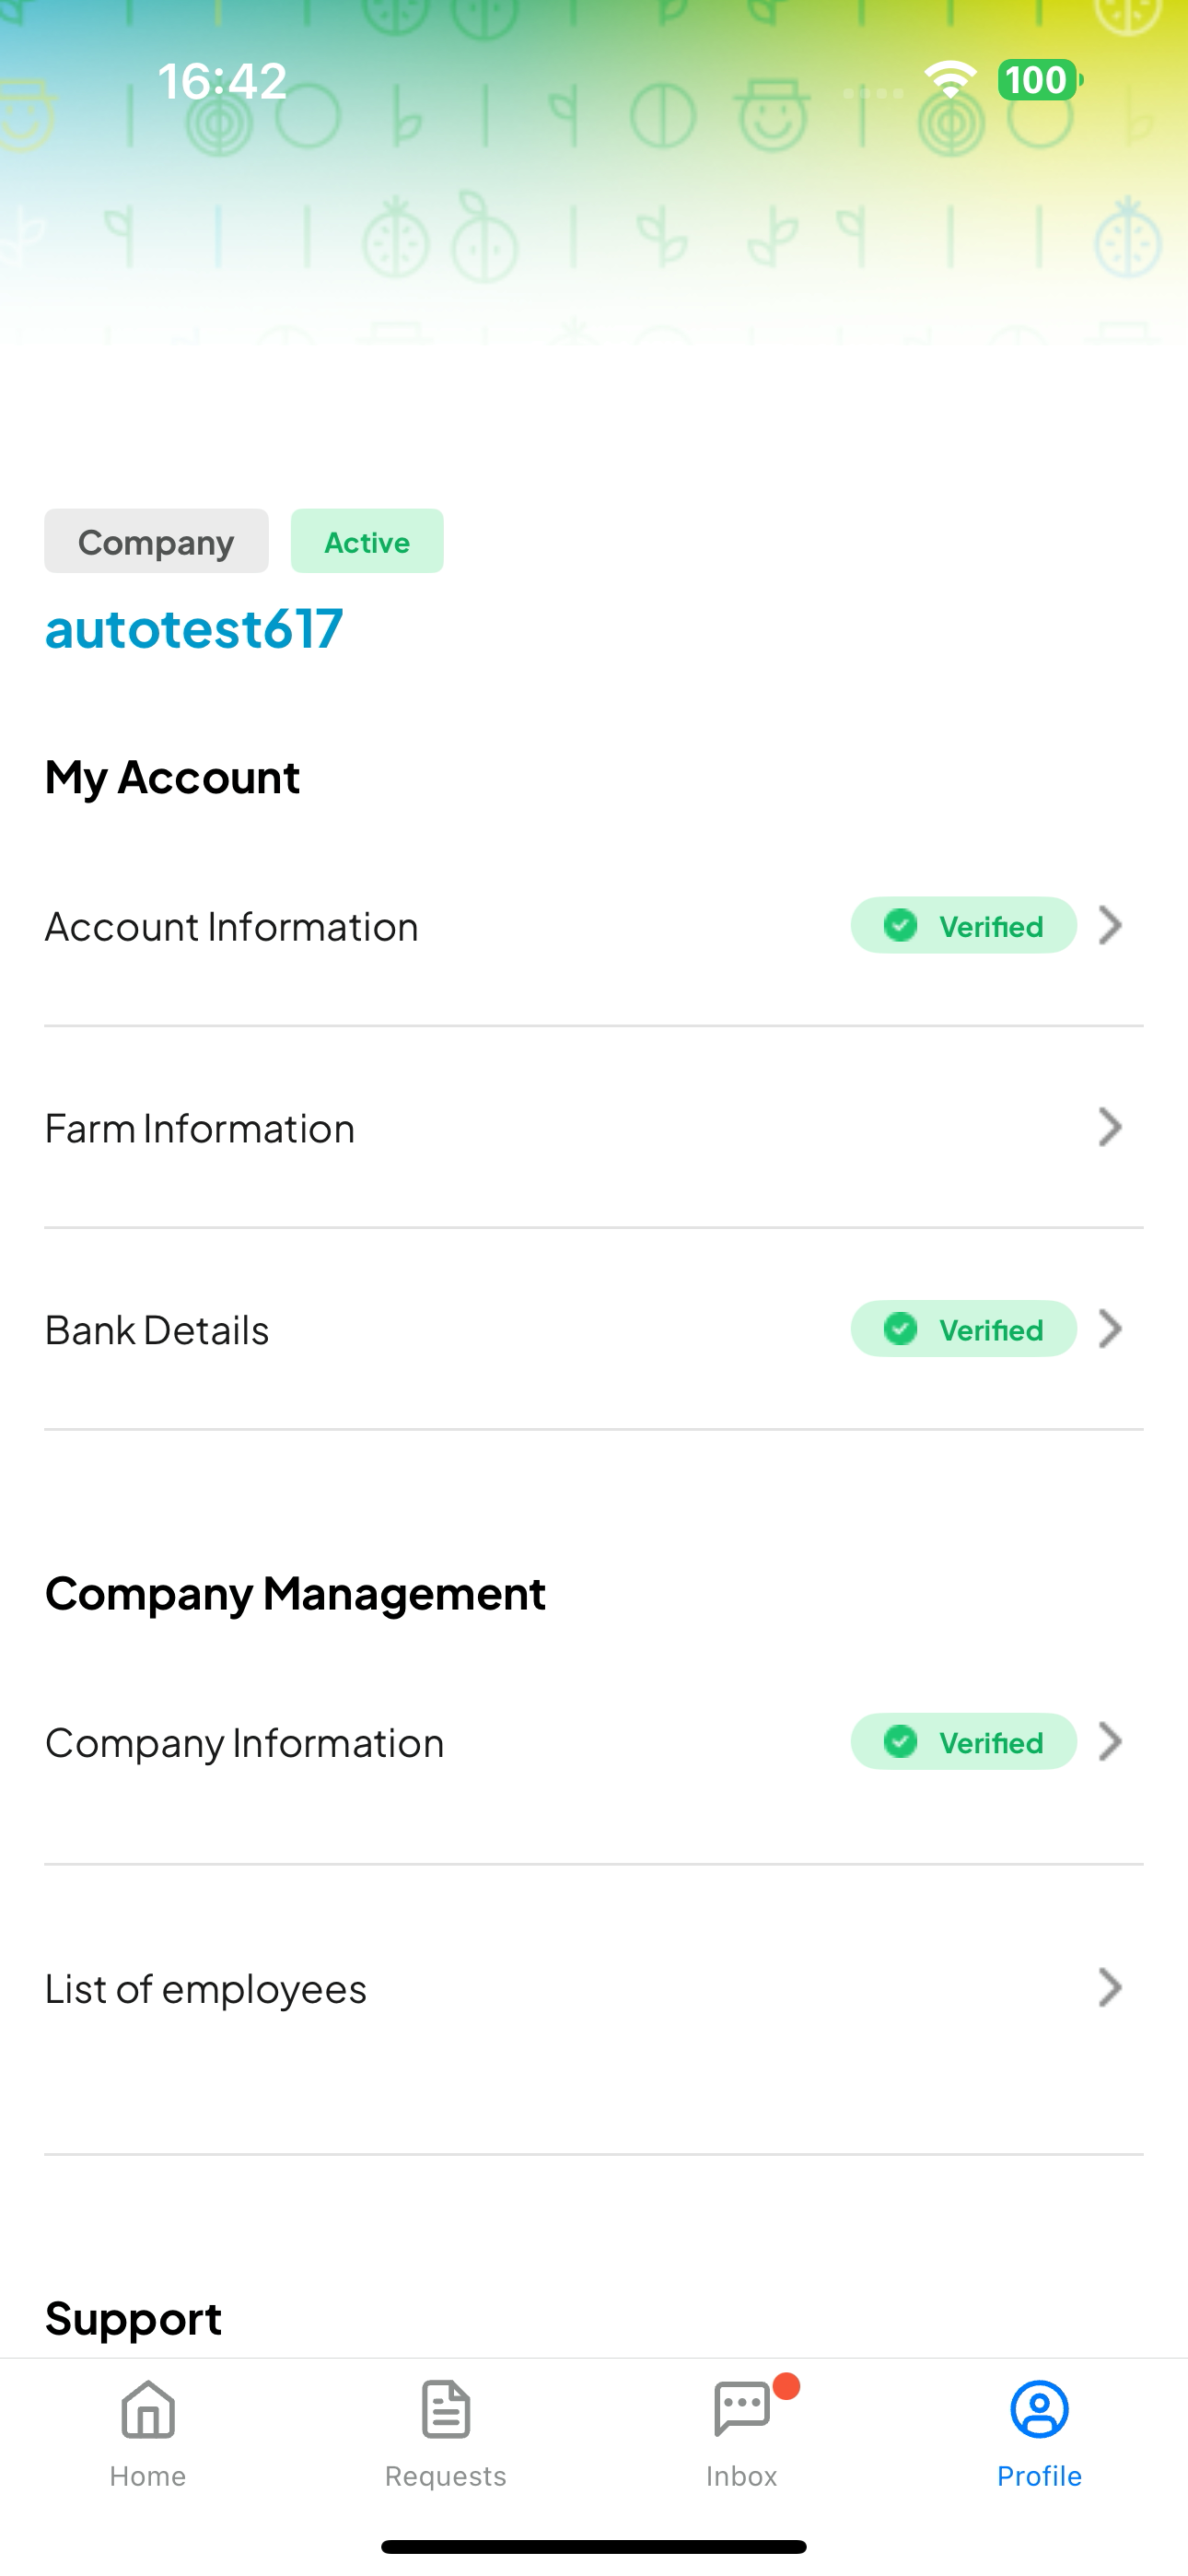 16:42
100
Company
Active
autotest617
My Account
Account Information
Verified
Farm Information
Bank Details
Verified
Company Management
Company Information
Verified
List of employees
Support
Home
Requests
Inbox
Profile